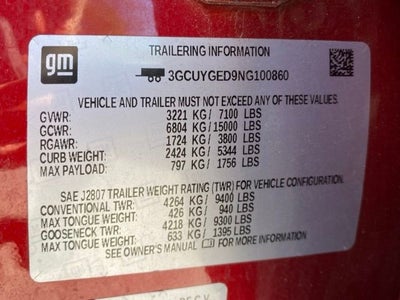 gm
TRAILERING INFORMATION
3GCUYGED9NG100860
VEHICLE AND TRAILER MUST NOT EXCEED ANY OF THESE VALUES.
GVWR: 3221 KG / 7100 LBS
GCWR: 6804 KG / 15000 LBS
RGAWR: 1724 KG / 3800 LBS
CURB WEIGHT: 2424 KG / 5344 LBS
MAX PAYLOAD: 797 KG / 1756 LBS
SAE J2807 TRAILER WEIGHT RATING (TWR) FOR VEHICLE CONFIGURATION.
CONVENTIONAL TWR: 4264 KG / 9400 LBS
MAX TONGUE WEIGHT: 426 KG / 940 LBS
GOOSENECK TWR: 4218 KG / 9300 LBS
MAX TONGUE WEIGHT: 633 KG / 1395 LBS
SEE OWNER'S MANUAL FOR MORE INFORMATION